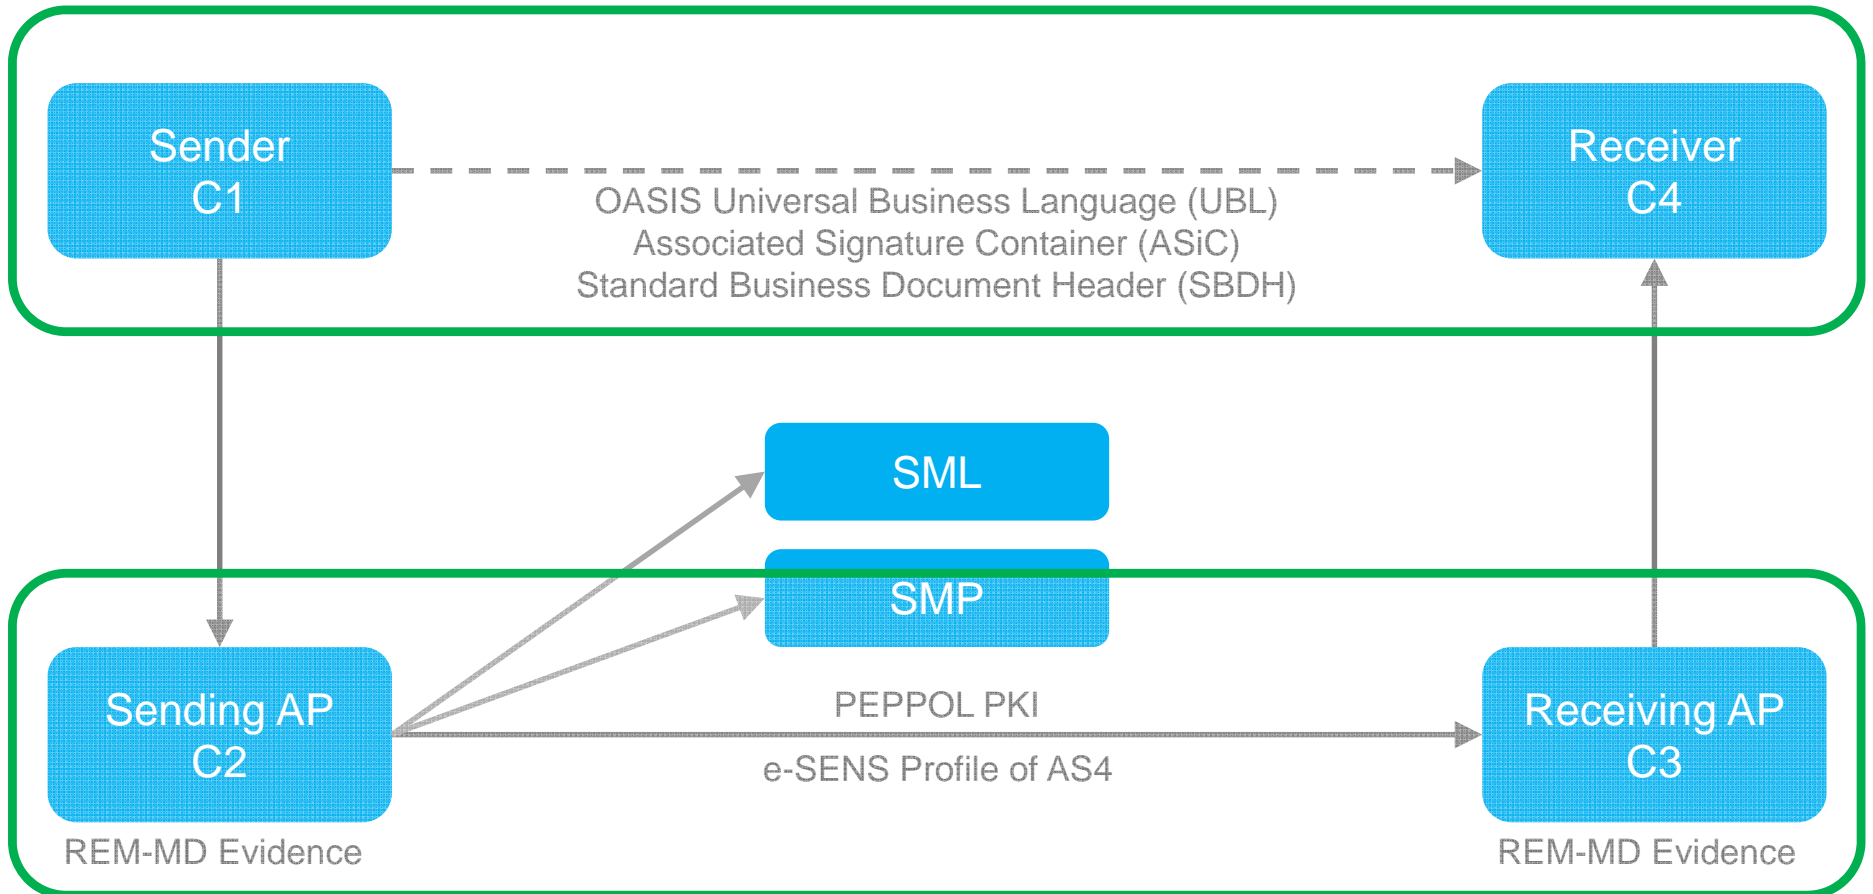 Sender
C1
Receiver
C4
OASIS Universal Business Language (UBL)
Associated Signature Container (ASiC)
Standard Business Document Header (SBDH)
SML
SMP
Sending AP
C2
PEPPOL PKI
e-SENS Profile of AS4
Receiving AP
C3
REM-MD Evidence
REM-MD Evidence